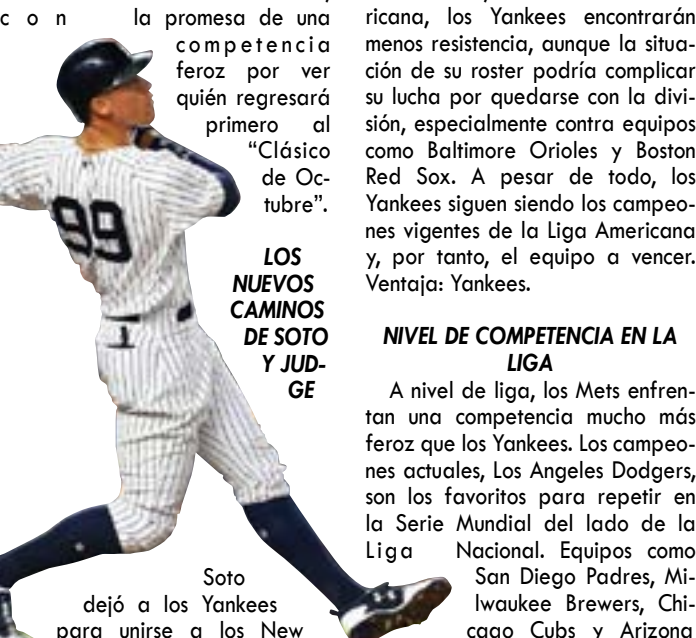 c o n la promesa de una
competencia
feroz por ver
quién regresará
primero al
“Clásico
de Oc-
tubre”.
LOS
NUEVOS
CAMINOS
DE SOTO
Y JUD-
GE
99
Soto
dejó a los Yankees
para unirse a los New
ricana, los Yankees encontrarán
menos resistencia, aunque la situa-
ción de su roster podría complicar
su lucha por quedarse con la divi-
sión, especialmente contra equipos
como Baltimore Orioles y Boston
Red Sox. A pesar de todo, los
Yankees siguen siendo los campeo-
nes vigentes de la Liga Americana
y, por tanto, el equipo a vencer.
Ventaja: Yankees.
NIVEL DE COMPETENCIA EN LA
LIGA
A nivel de liga, los Mets enfren-
tan una competencia mucho más
feroz que los Yankees. Los campeo-
nes actuales, Los Angeles Dodgers,
son los favoritos para repetir en
la Serie Mundial del lado de la
Liga Nacional. Equipos como
San Diego Padres, Mi-
lwaukee Brewers, Chi-
cago Cubs y Arizona